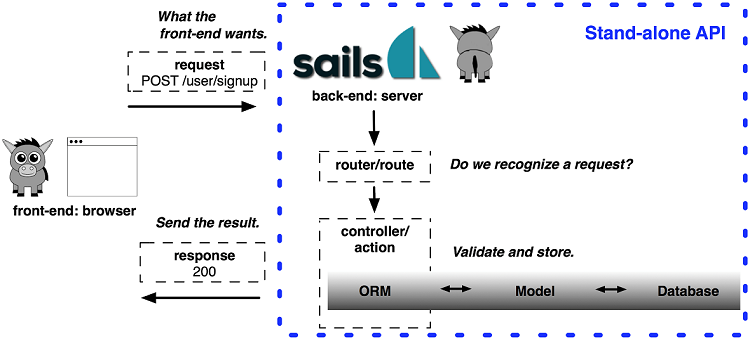 What the
front-end wants.
request
POST /user/signup
Stand-alone API
sails
back-end: server
router/route
Do we recognize a request?
front-end: browser
Send the result.
response
200
controller/
action
Validate and store.
ORM
Model
Database